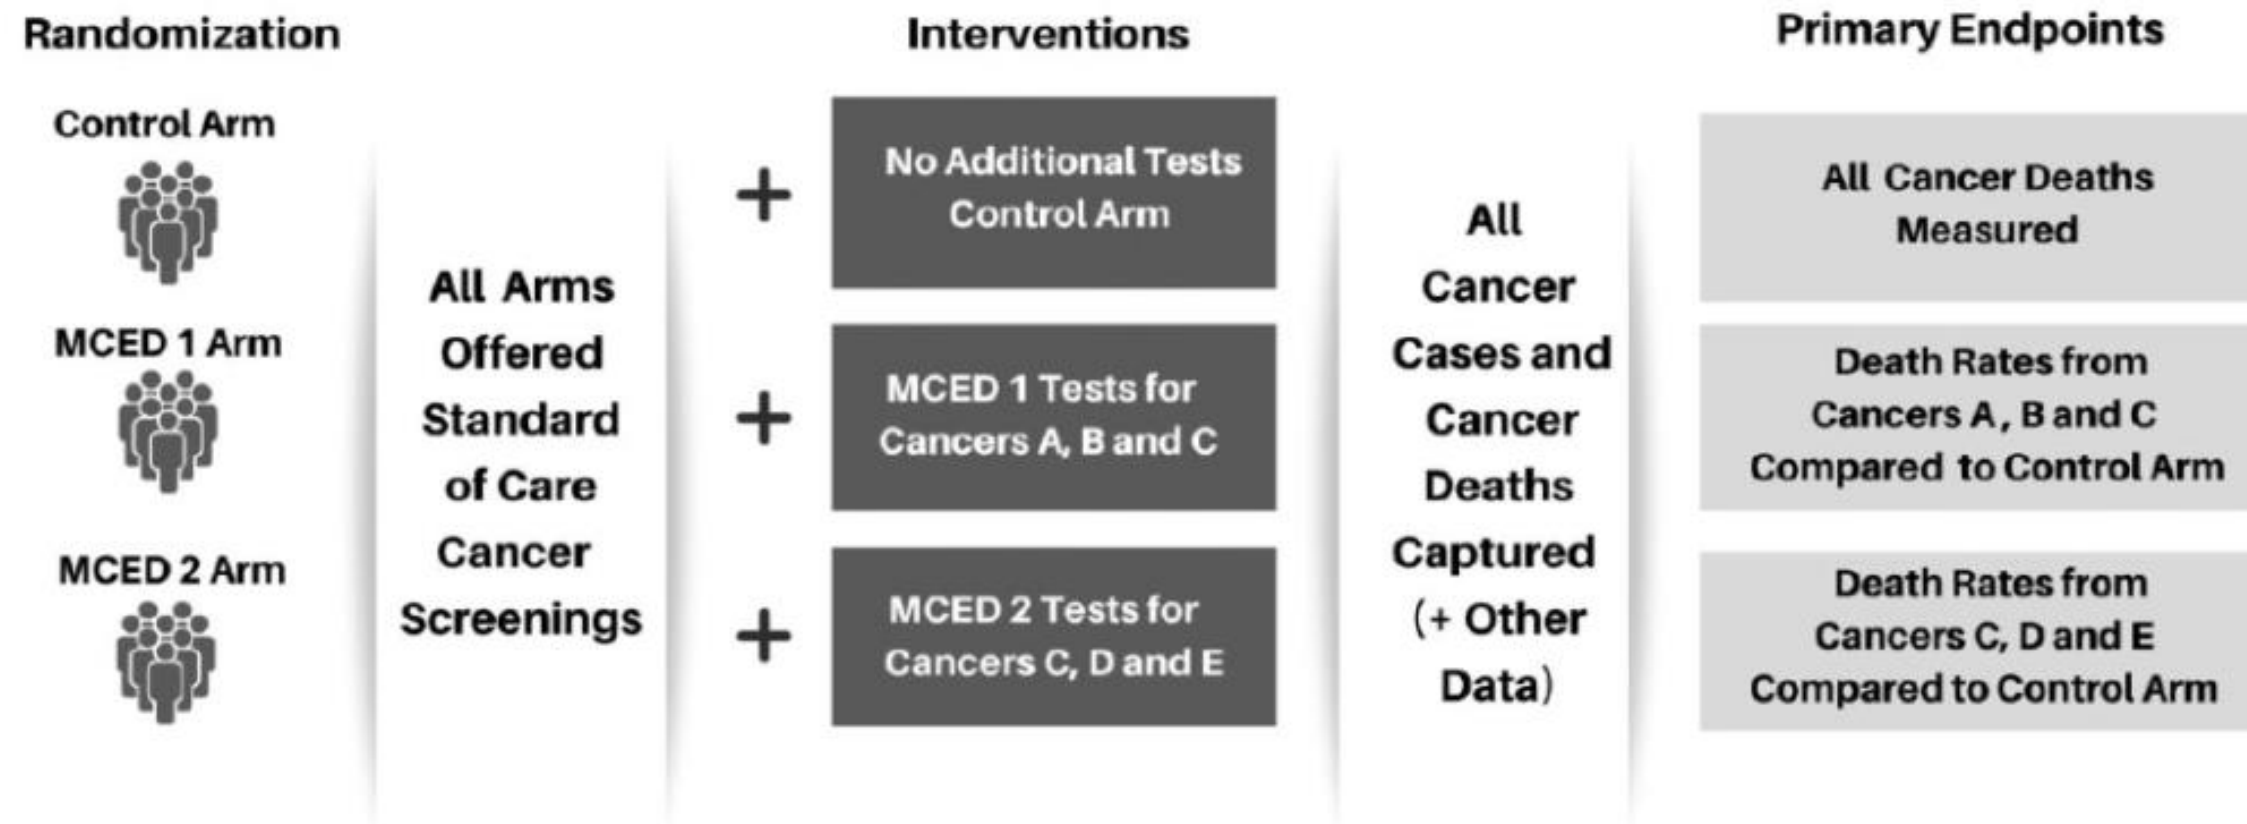 Randomization
Control Arm
MCED 1 Arm
MCED 2 Arm
All Arms
Offered
Standard
of Care
Cancer
Screenings
Interventions
+
No Additional Tests
Control Arm
+
MCED 1 Tests for
Cancers A, B and C
+
MCED 2 Tests for
Cancers C, D and E
All
Cancer
Cases and
Cancer
Deaths
Captured
(+ Other
Data)
Primary Endpoints
All Cancer Deaths
Measured
Death Rates from
Cancers A, B and C
Compared to Control Arm
Death Rates from
Cancers C, D and E
Compared to Control Arm